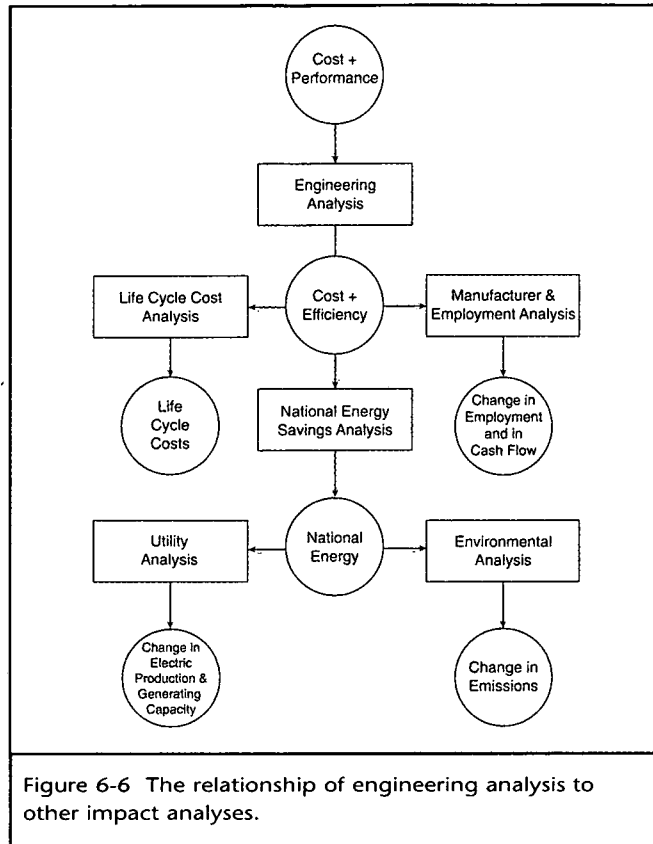 Cost +
Performance
Engineering
Analysis
Life Cycle Cost
Analysis
Cost +
Efficiency
Manufacturer &
Employment Analysis
Life
Cycle
Costs
National Energy
Savings Analysis
Change in
Employment
and in
Cash Flow
Utility
Analysis
National
Energy
Environmental
Analysis
Change in
Electric
Production &
Generating
Capacity
Change in
Emissions
Figure 6-6 The relationship of engineering analysis to
other impact analyses.